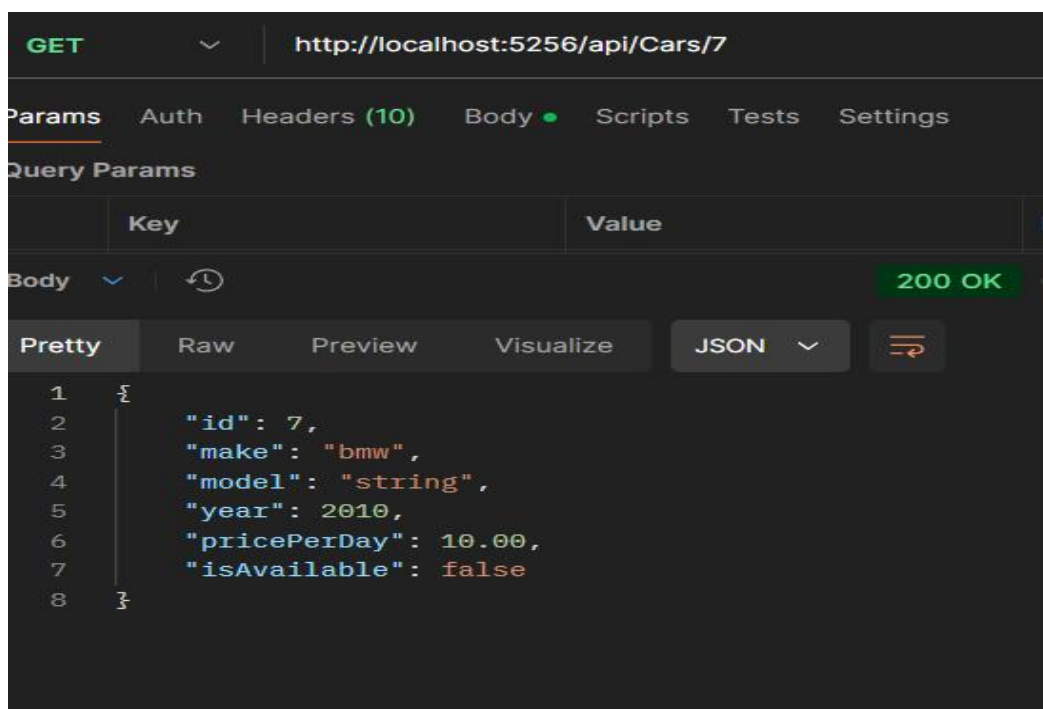 GET http://localhost:5256/api/Cars/7
Params Auth Headers (10) Body Scripts Tests Settings
Query Params
Key Value
Body 200 OK
Pretty Raw Preview Visualize JSON
1 {
2 "id": 7,
3 "make": "bmw",
4 "model": "string",
5 "year": 2010,
6 "pricePerDay": 10.00,
7 "isAvailable": false
8 }